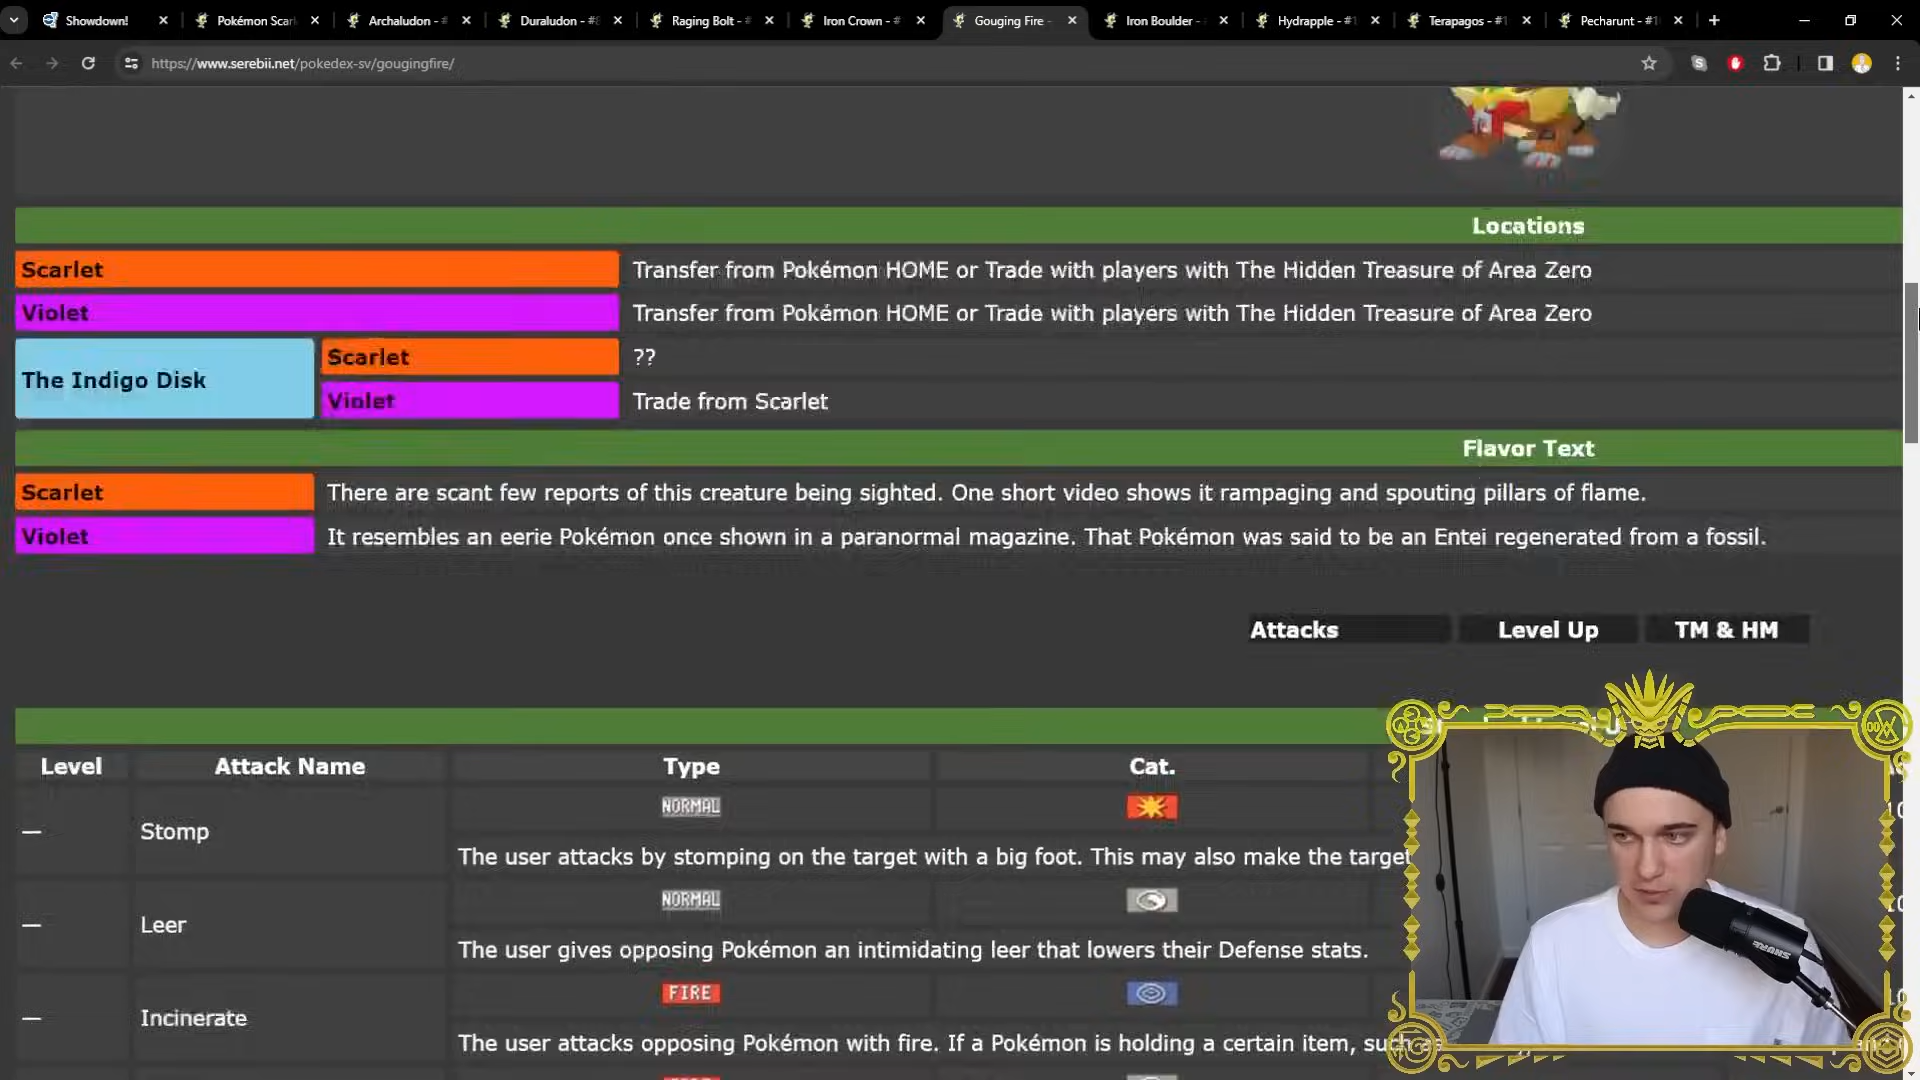 Showdown!
Pokémon Scarl
Archaludon - #
Duraludon - #8
Raging Bolt - #
Iron Crown - #
Gouging Fire -
Iron Boulder -
Hydrapple - #1
Terapagos - #1
Pecharunt - #1
https://www.serebii.net/pokedex-sv/gougingfire/
Locations
Scarlet Transfer from Pokémon HOME or Trade with players with The Hidden Treasure of Area Zero
Violet Transfer from Pokémon HOME or Trade with players with The Hidden Treasure of Area Zero
The Indigo Disk
Scarlet ??
Violet Trade from Scarlet
Flavor Text
Scarlet There are scant few reports of this creature being sighted. One short video shows it rampaging and spouting pillars of flame.
Violet It resembles an eerie Pokémon once shown in a paranormal magazine. That Pokémon was said to be an Entei regenerated from a fossil.
Attacks Level Up TM & HM
Level Attack Name Type Cat.
— Stomp NORMAL
The user attacks by stomping on the target with a big foot. This may also make the target
— Leer NORMAL
The user gives opposing Pokémon an intimidating leer that lowers their Defense stats.
— Incinerate FIRE
The user attacks opposing Pokémon with fire. If a Pokémon is holding a certain item, such
SHURE